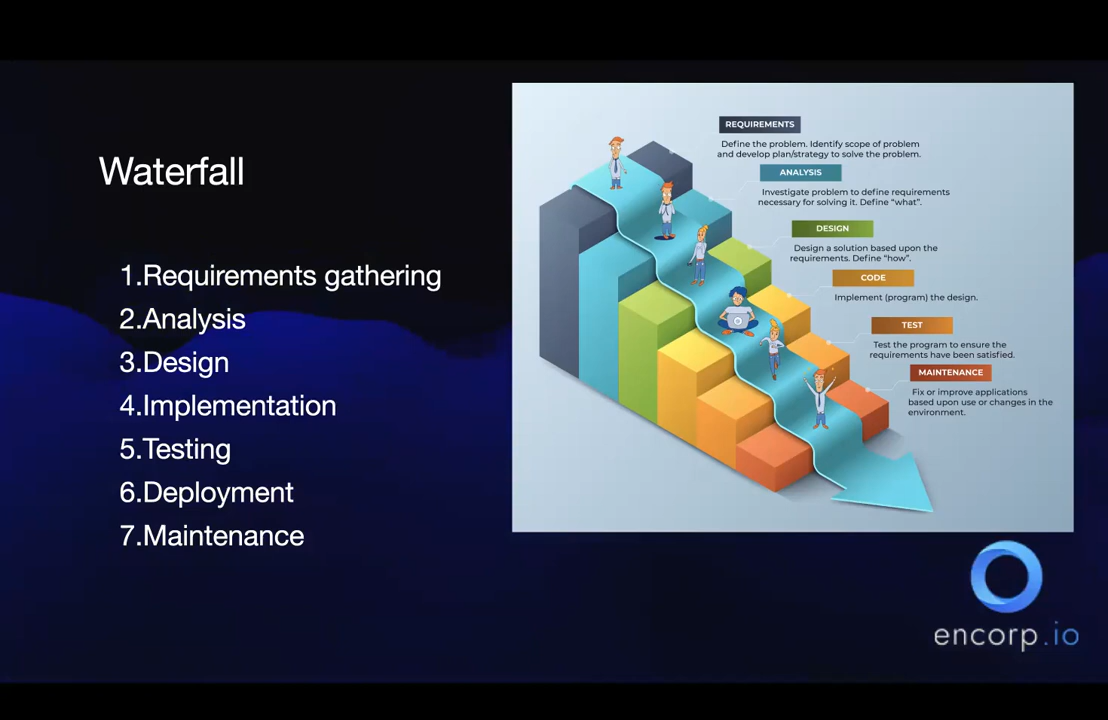 Waterfall
1.Requirements gathering
2.Analysis
3.Design
4.Implementation
5.Testing
6.Deployment
7.Maintenance
REQUIREMENTS
Define the problem. Identify scope of problem
and develop plan/strategy to solve the problem.
ANALYSIS
Investigate problem to define requirements
necessary for solving it. Define “what”.
DESIGN
Design a solution based upon the
requirements. Define “how”.
CODE
Implement (program) the design.
TEST
Test the program to ensure the
requirements have been satisfied.
MAINTENANCE
Fix or improve applications
based upon use or changes in the
environment.
encorp.io